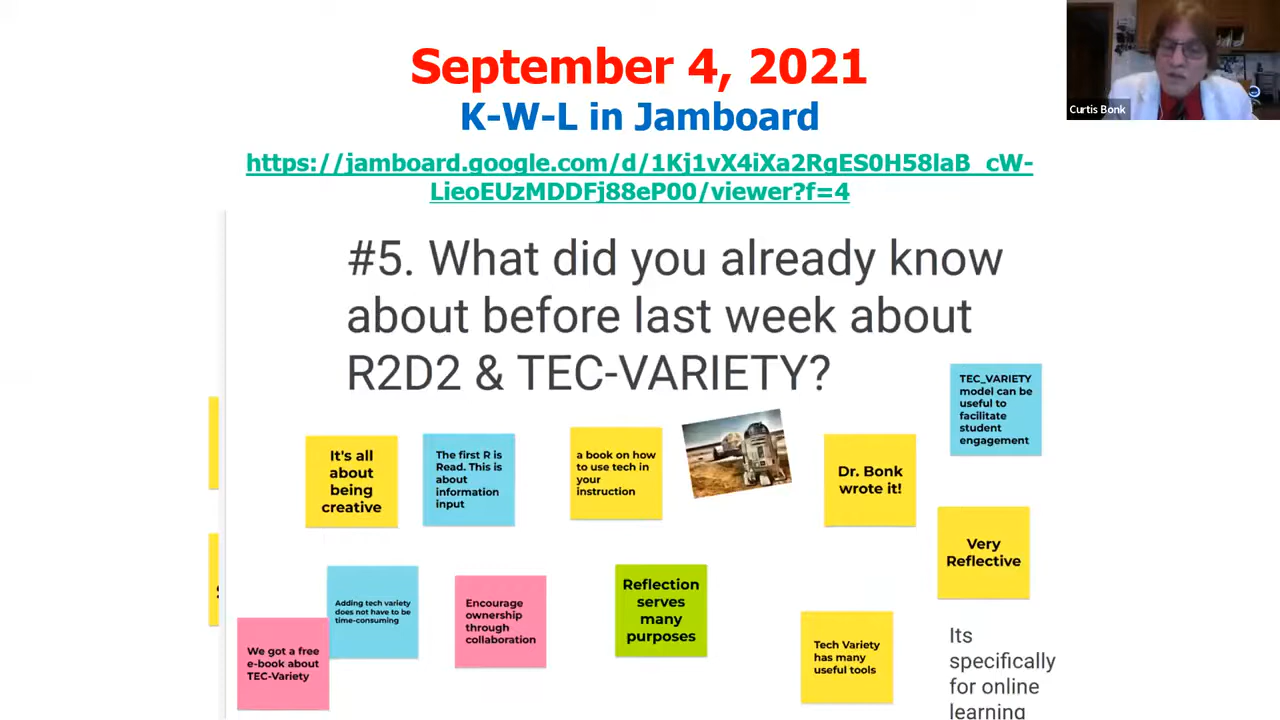 September 4, 2021
K-W-L in Jamboard
https://jamboard.google.com/d/1Kj1vX4iXa2RgES0H58laB_cW-
LieoEUzMDDFj88eP00/viewer?f=4
Curtis Bonk
#5. What did you already know
about before last week about
R2D2 & TEC-VARIETY?
TEC_VARIETY
model can be
useful to
facilitate
student
engagement
It's all
about
being
creative
The first R is
Read. This is
about
information
input
a book on how
to use tech in
your
instruction
Dr. Bonk
wrote it!
Very
Reflective
Adding tech variety
does not have to be
time-consuming
Encourage
ownership
through
collaboration
Reflection
serves
many
purposes
We got a free
e-book about
TEC-Variety
Tech Variety
has many
useful tools
Its
specifically
for online
learning